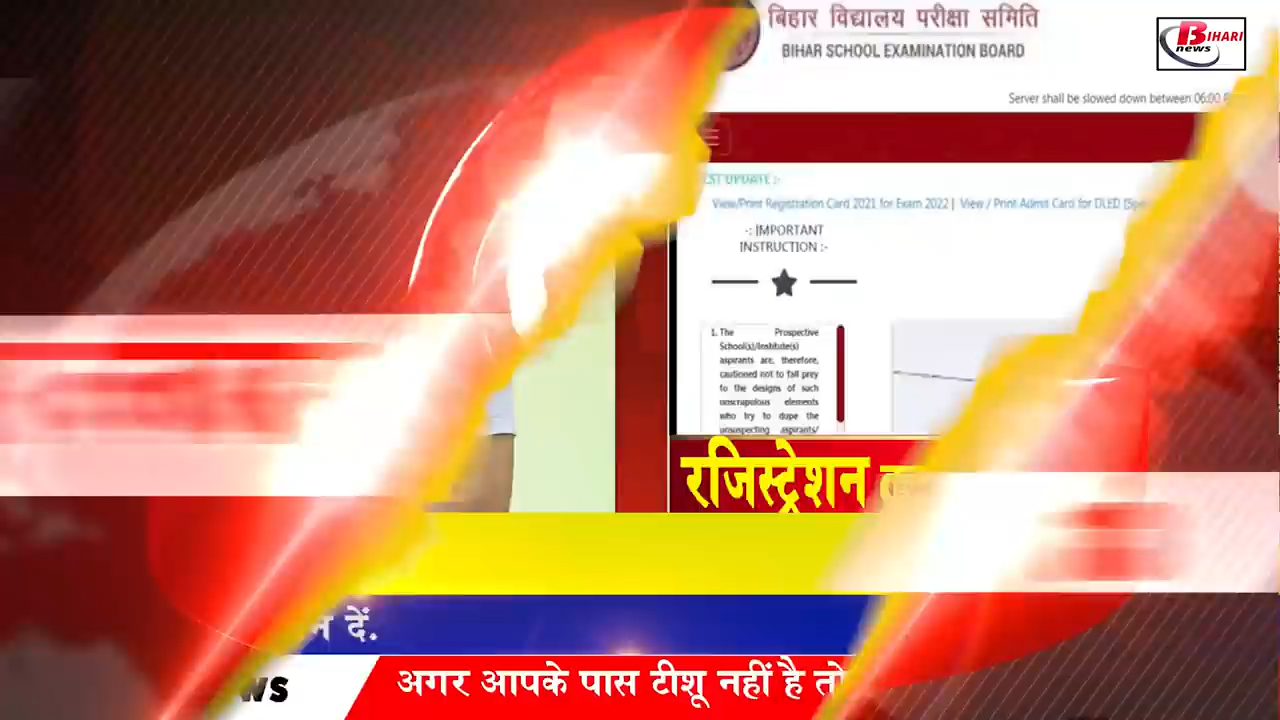 बिहार विद्यालय परीक्षा समिति
BIHAR SCHOOL EXAMINATION BOARD
BIHARI
news
Server shall be slowed down between 06:00
UPDATE :-
View/Print Registration Card 2021 for Exam 2022 | View / Print Admit Card for DLED
-: IMPORTANT
INSTRUCTION :-
1. The Prospective
School(s)/Institute(s)
aspirants are, therefore,
cautioned not to fall prey
to the designs of such
unscrupulous elements
who try to dupe the
unsuspecting aspirants/
रजिस्ट्रेशन
दें.
अगर आपके पास टीशू नहीं है तो